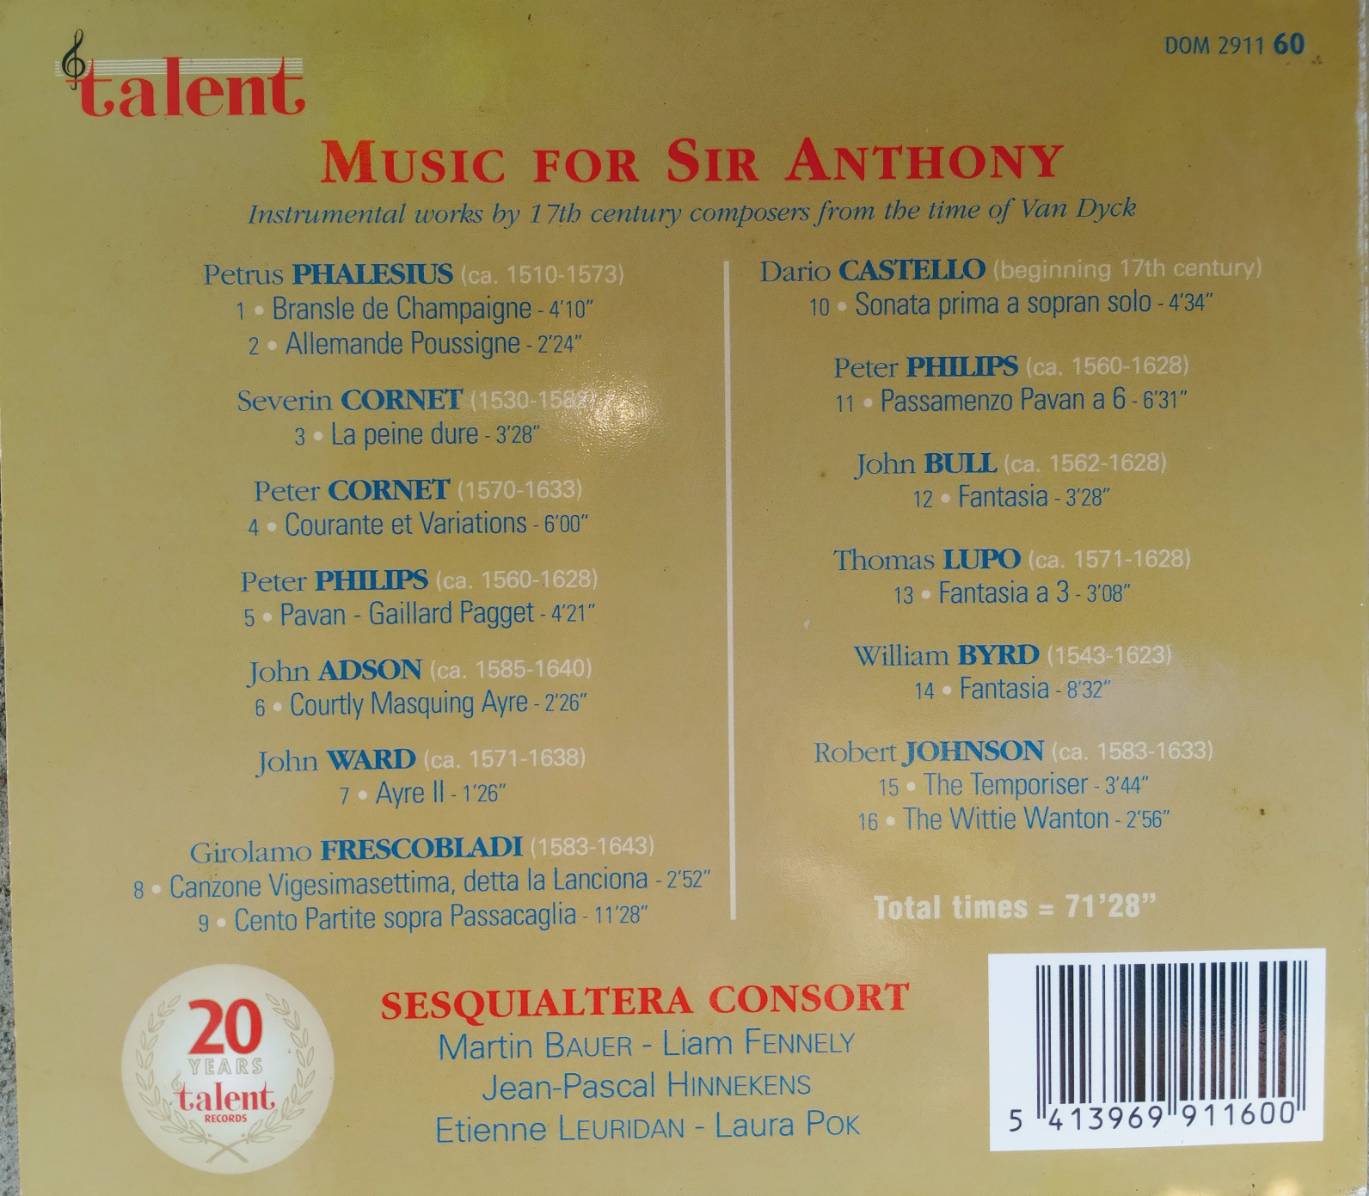 talent
DOM 2911 60
MUSIC FOR SIR ANTHONY
Instrumental works by 17th century composers from the time of Van Dyck
Petrus PHALESIUS (ca. 1510-1573)
1 • Bransle de Champaigne - 4'10"
2 • Allemande Poussigne - 2'24"
Severin CORNET (1530-1582)
3 • La peine dure - 3'28"
Peter CORNET (1570-1633)
4 • Courante et Variations - 6'00"
Peter PHILIPS (ca. 1560-1628)
5 • Pavan - Gaillard Pagget - 4'21"
John ADSON (ca. 1585-1640)
6 • Courtly Masquing Ayre - 2'26"
John WARD (ca. 1571-1638)
7 • Ayre II - 1'26"
Girolamo FRESCOBLADI (1583-1643)
8 • Canzone Vigesimasettima, detta la Lanciona - 2'52"
9 • Cento Partite sopra Passacaglia - 11'28"
Dario CASTELLO (beginning 17th century)
10 • Sonata prima a sopran solo - 4'34"
Peter PHILIPS (ca. 1560-1628)
11 • Passamenzo Pavan a 6 - 6'31"
John BULL (ca. 1562-1628)
12 • Fantasia - 3'28"
Thomas LUPO (ca. 1571-1628)
13 • Fantasia a 3 - 3'08"
William BYRD (1543-1623)
14 • Fantasia - 8'32"
Robert JOHNSON (ca. 1583-1633)
15 • The Temporiser - 3'44"
16 • The Wittie Wanton - 2'56"
Total times = 71'28"
20
YEARS
talent
RECORDS
SESQUIALTERA CONSORT
Martin BAUER - Liam FENNELY
Jean-Pascal HINNEKENS
Etienne LEURIDAN - Laura POK
5 413969 911600